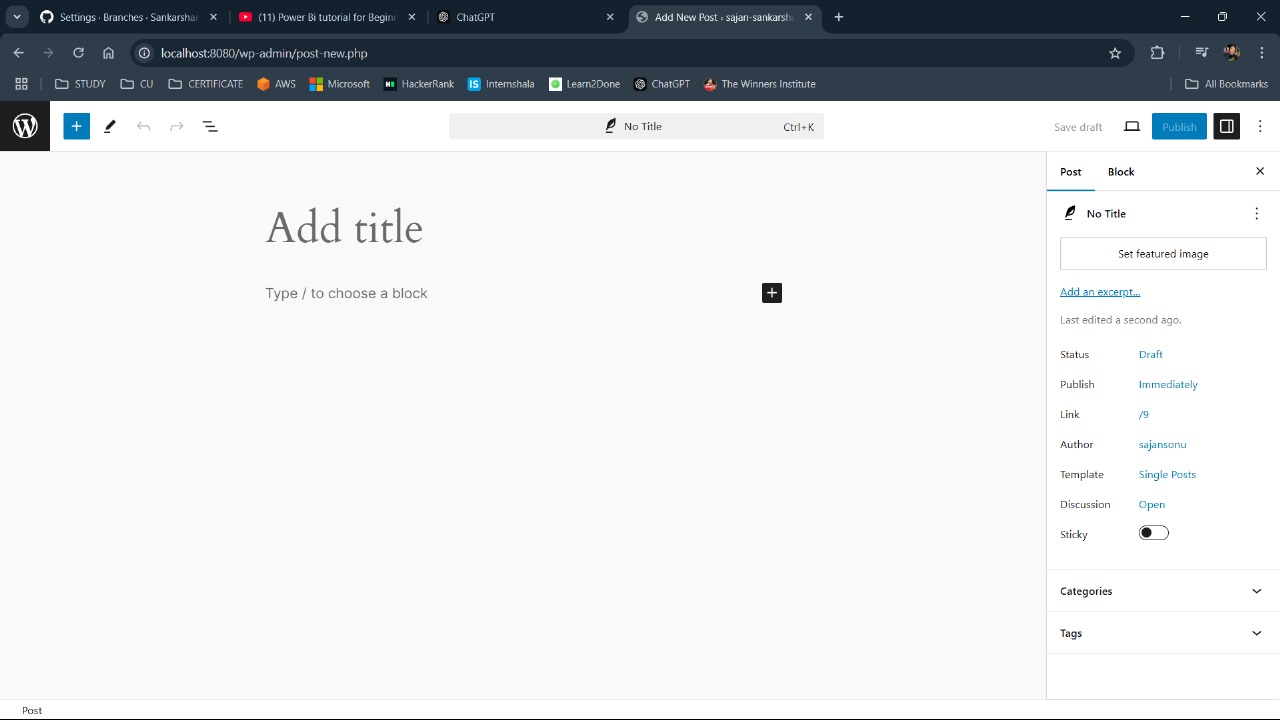 Settings · Branches · Sankarshan
(11) Power Bi tutorial for Beginn
ChatGPT
Add New Post ‹ sajan-sankarsha
localhost:8080/wp-admin/post-new.php
STUDY
CU
CERTIFICATE
AWS
Microsoft
HackerRank
IS Internshala
Learn2Done
ChatGPT
The Winners Institute
All Bookmarks
No Title
Ctrl+K
Save draft
Publish
Add title
Type / to choose a block
Post
Block
No Title
Set featured image
Add an excerpt...
Last edited a second ago.
Status Draft
Publish Immediately
Link /9
Author sajansonu
Template Single Posts
Discussion Open
Sticky
Categories
Tags
Post